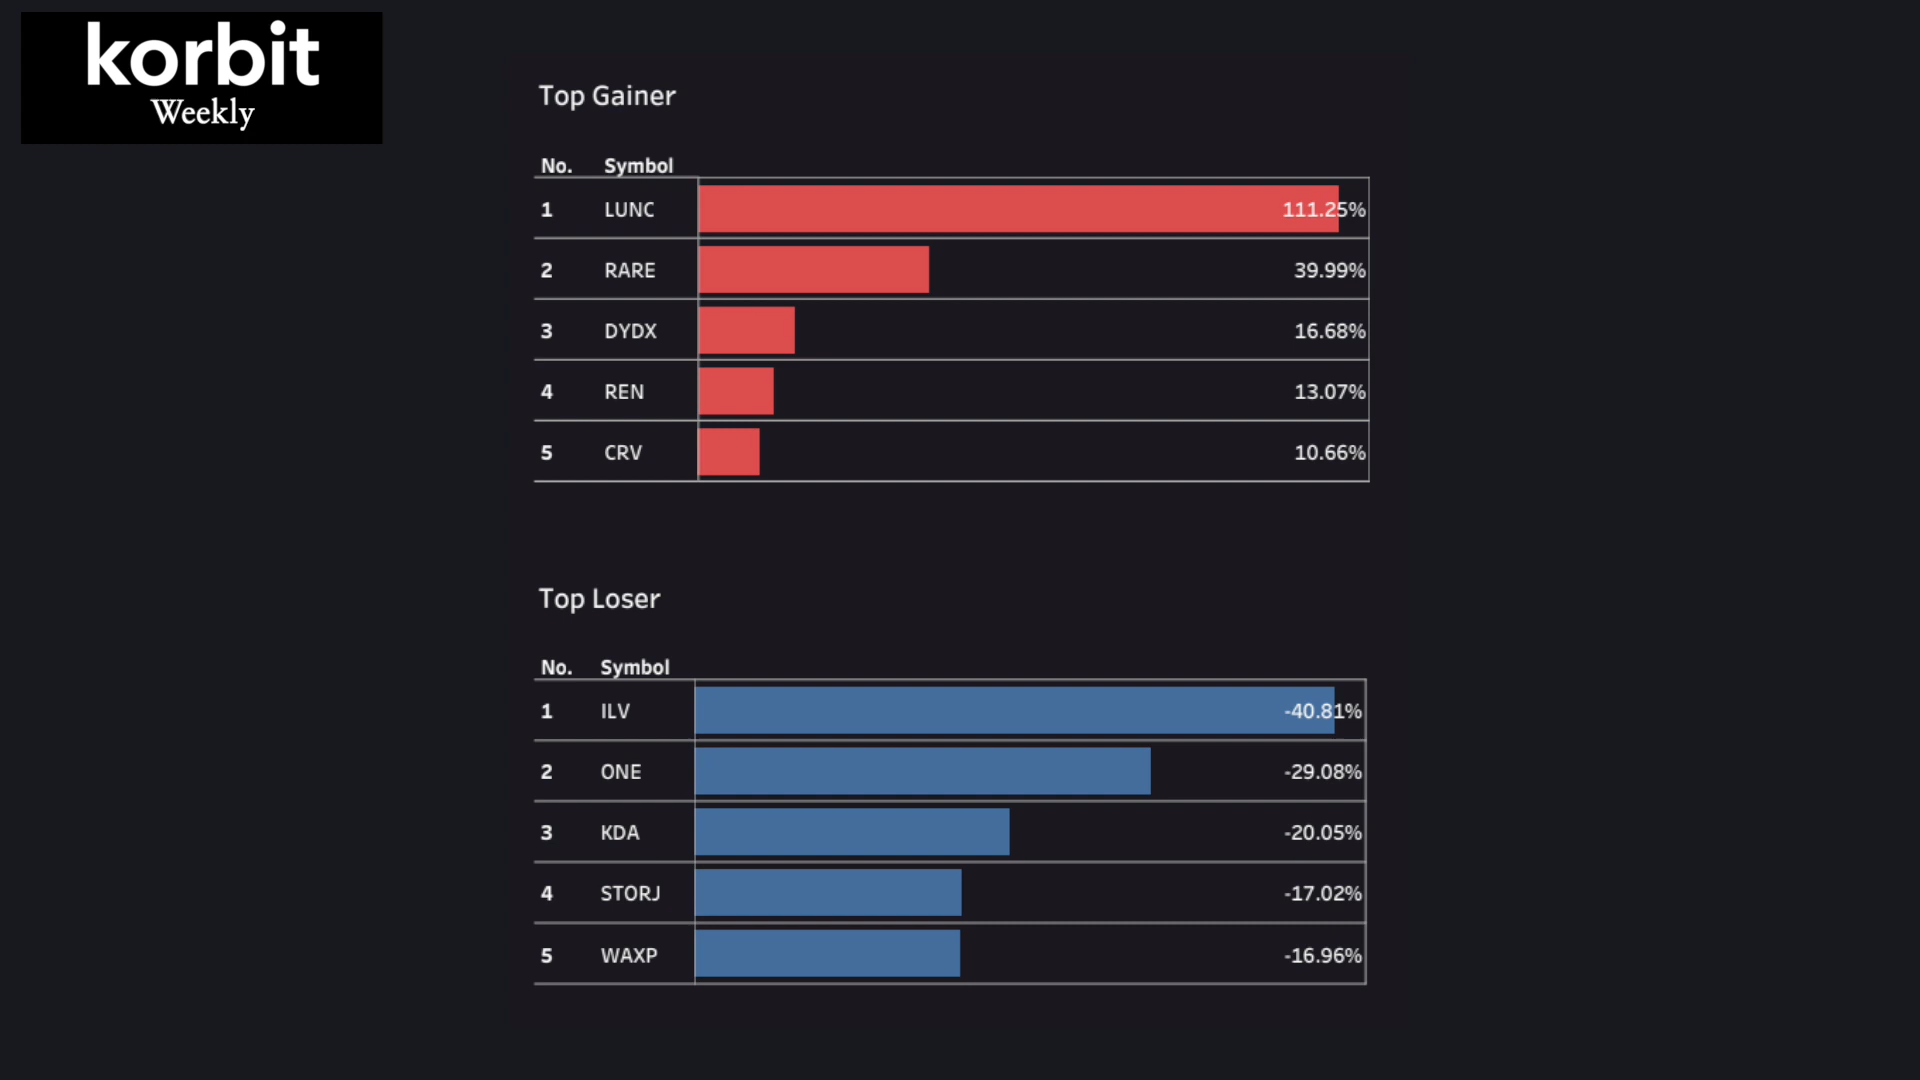 korbit
Weekly
Top Gainer
No. Symbol
1 LUNC 111.25%
2 RARE 39.99%
3 DYDX 16.68%
4 REN 13.07%
5 CRV 10.66%
Top Loser
No. Symbol
1 ILV -40.81%
2 ONE -29.08%
3 KDA -20.05%
4 STORJ -17.02%
5 WAXP -16.96%